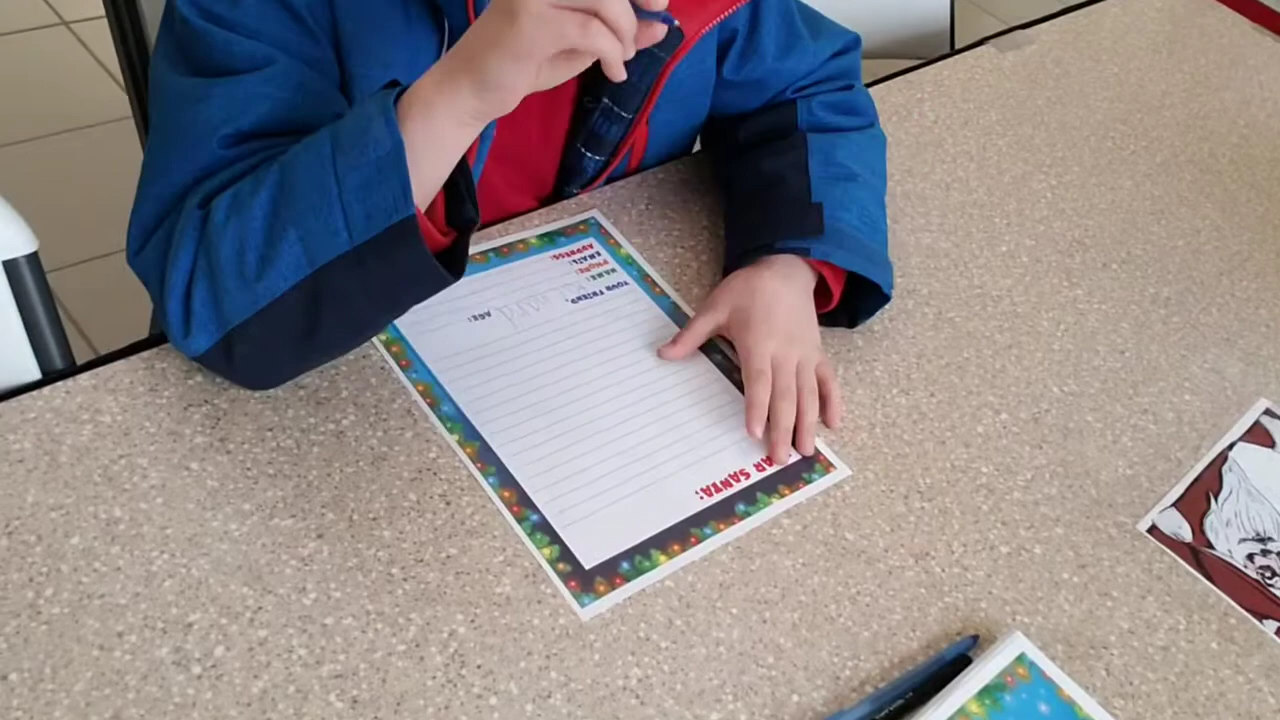 AR SANTA:
YOUR FRIEND, AGE:
NAME:
PHONE:
EMAIL:
ADDRESS: